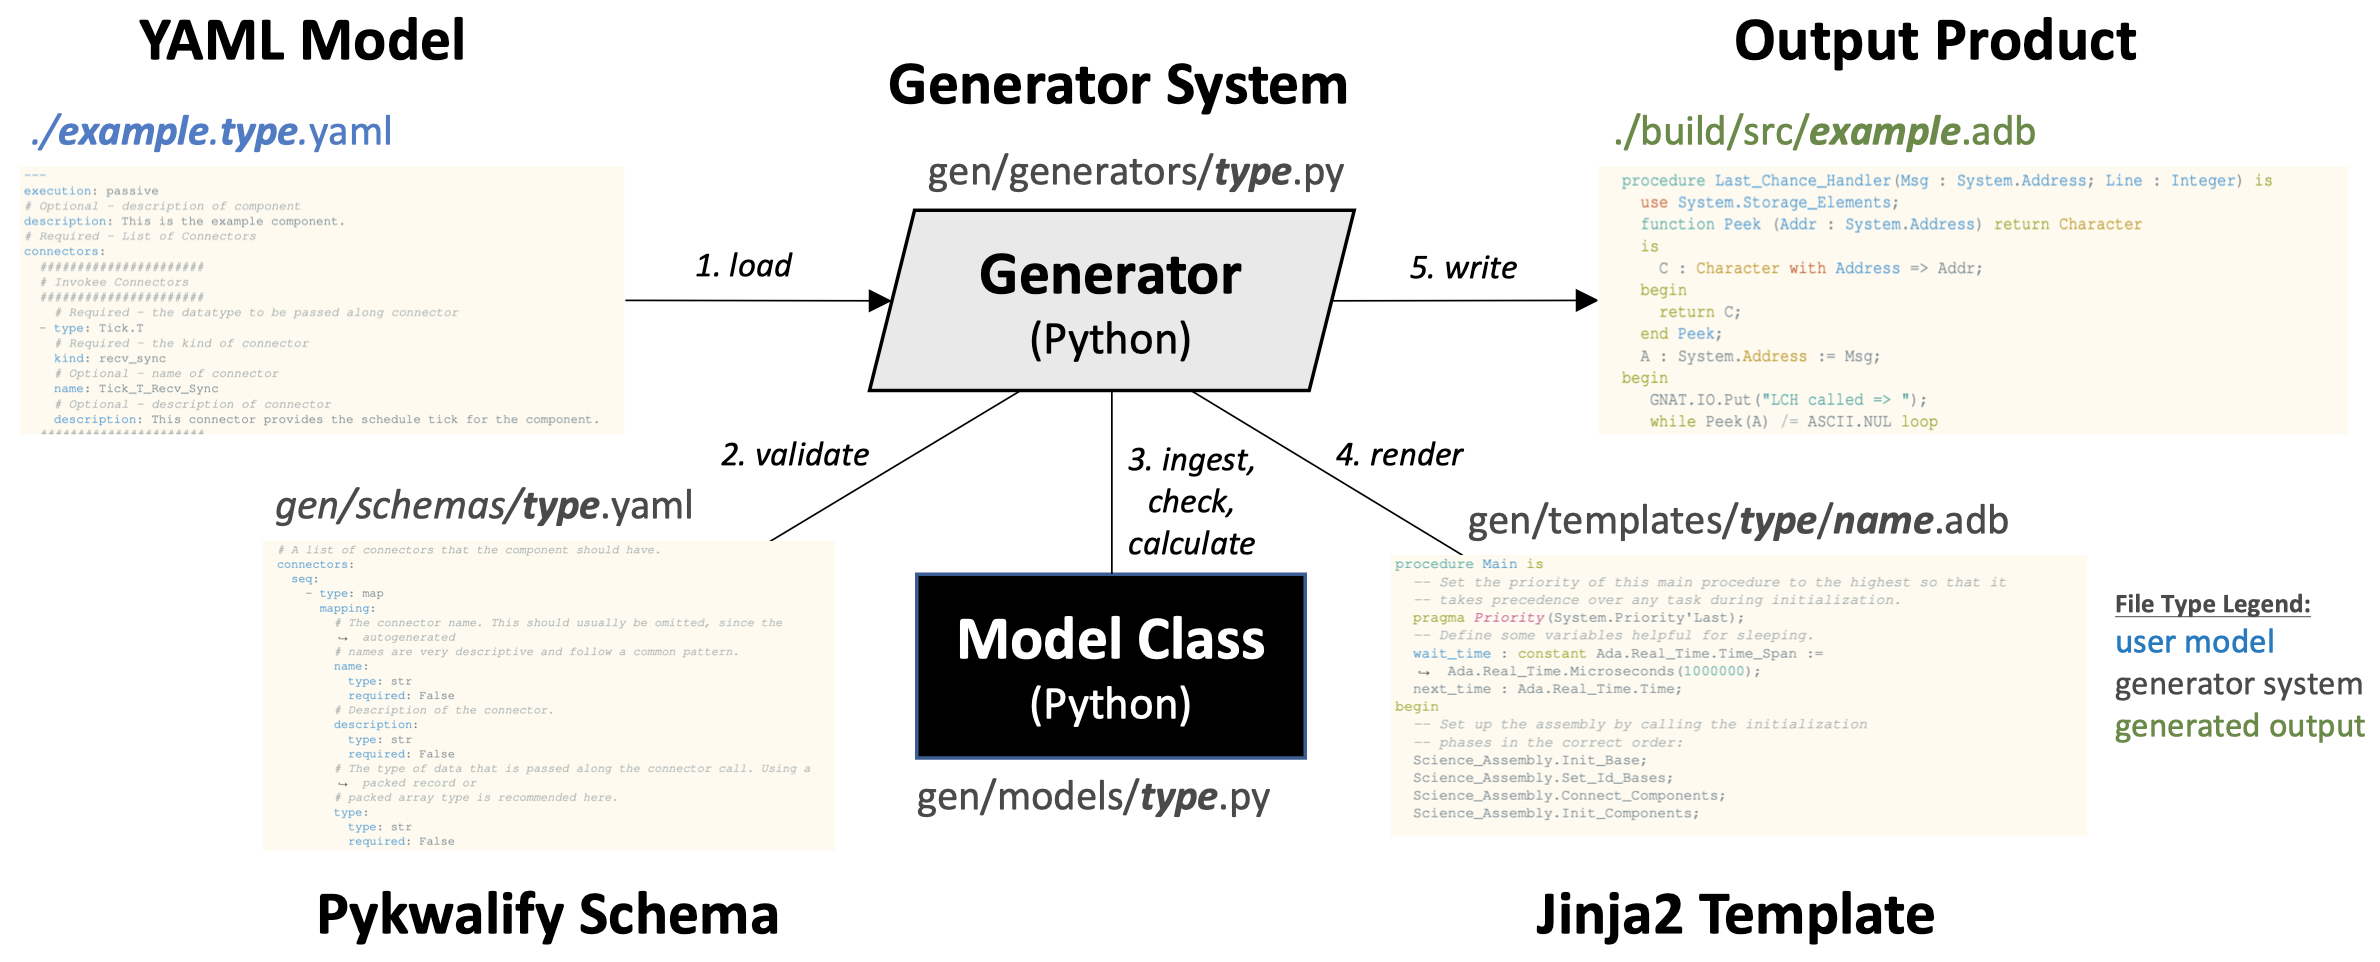 YAML Model
./example.type.yaml
---
execution: passive
# Optional – description of component
description: This is the example component.
# Required – List of Connectors
connectors:
######################
# Invokee Connectors
######################
# Required – the datatype to be passed along connector
- type: Tick.T
# Required – the kind of connector
kind: recv_sync
# Optional – name of connector
name: Tick_T_Recv_Sync
# Optional – description of connector
description: This connector provides the schedule tick for the component.
######################
1. load
Generator System
gen/generators/type.py
Generator
(Python)
5. write
Output Product
./build/src/example.adb
procedure Last_Chance_Handler(Msg : System.Address; Line : Integer) is
use System.Storage_Elements;
function Peek (Addr : System.Address) return Character
is
C : Character with Address => Addr;
begin
return C;
end Peek;
A : System.Address := Msg;
begin
GNAT.IO.Put("LCH called => ");
while Peek(A) /= ASCII.NUL loop
2. validate
gen/schemas/type.yaml
# A list of connectors that the component should have.
connectors:
seq:
- type: map
mapping:
# The connector name. This should usually be omitted, since the
↪ autogenerated
# names are very descriptive and follow a common pattern.
name:
type: str
required: False
# Description of the connector.
description:
type: str
required: False
# The type of data that is passed along the connector call. Using a
↪ packed record or
# packed array type is recommended here.
type:
type: str
required: False
Pykwalify Schema
3. ingest,
check,
calculate
Model Class
(Python)
gen/models/type.py
4. render
gen/templates/type/name.adb
procedure Main is
-- Set the priority of this main procedure to the highest so that it
-- takes precedence over any task during initialization.
pragma Priority(System.Priority'Last);
-- Define some variables helpful for sleeping.
wait_time : constant Ada.Real_Time.Time_Span :=
↪ Ada.Real_Time.Microseconds(1000000);
next_time : Ada.Real_Time.Time;
begin
-- Set up the assembly by calling the initialization
-- phases in the correct order:
Science_Assembly.Init_Base;
Science_Assembly.Set_Id_Bases;
Science_Assembly.Connect_Components;
Science_Assembly.Init_Components;
Jinja2 Template
File Type Legend:
user model
generator system
generated output